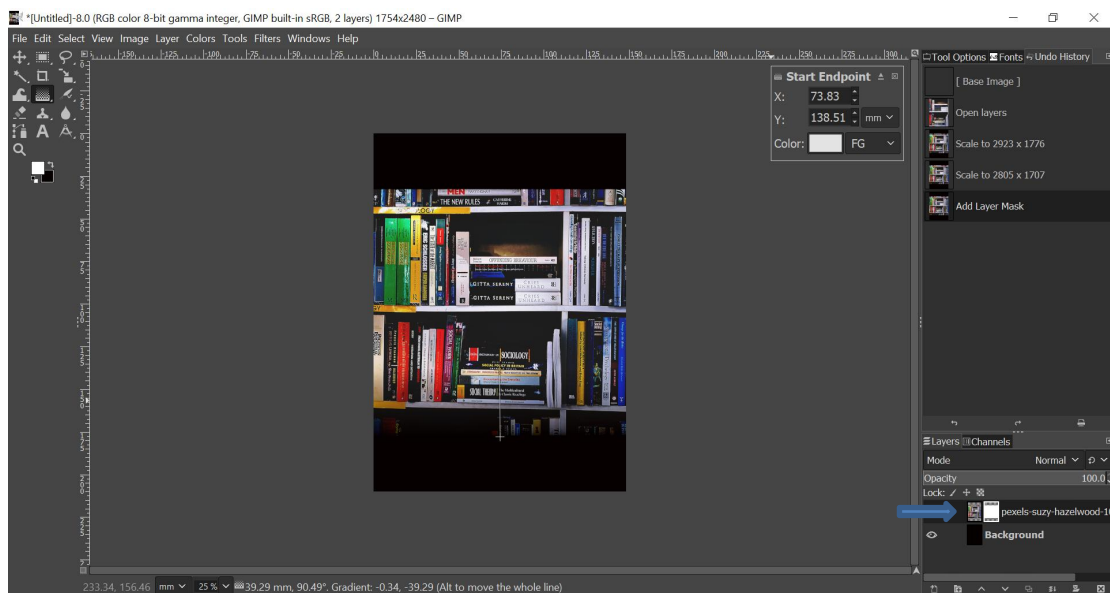 *[Untitled]-8.0 (RGB color 8-bit gamma integer, GIMP built-in sRGB, 2 layers) 1754x2480 – GIMP
File Edit Select View Image Layer Colors Tools Filters Windows Help
Tool Options Fonts Undo History
Start Endpoint
X: 73.83
Y: 138.51 mm
Color: FG
[ Base Image ]
Open layers
Scale to 2923 x 1776
Scale to 2805 x 1707
Add Layer Mask
MEN
THE NEW RULES
GITTA SERENY
GITTA SERENY
SOCIOLOGY
SOCIAL THEORY
Layers Channels
Mode Normal
Opacity 100.0
Lock:
pexels-suzy-hazelwood-1
Background
233.34, 156.46 mm 25 % 39.29 mm, 90.49°. Gradient: -0.34, -39.29 (Alt to move the whole line)